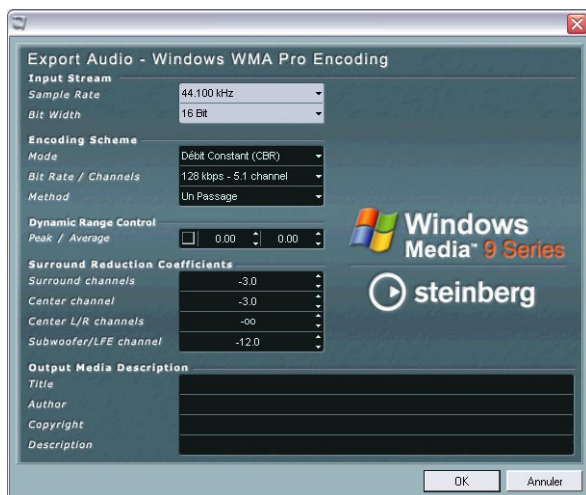 Export Audio - Windows WMA Pro Encoding
Input Stream
Sample Rate 44.100 kHz
Bit Width 16 Bit
Encoding Scheme
Mode Débit Constant (CBR)
Bit Rate / Channels 128 kbps - 5.1 channel
Method Un Passage
Dynamic Range Control
Peak / Average 0.00 0.00
Windows
Media™ 9 Series
steinberg
Surround Reduction Coefficients
Surround channels -3.0
Center channel -3.0
Center L/R channels -oo
Subwoofer/LFE channel -12.0
Output Media Description
Title
Author
Copyright
Description
OK Annuler